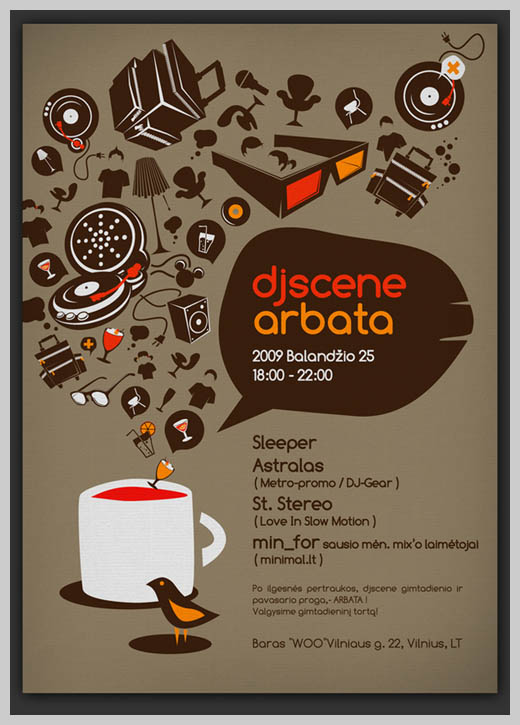 djscene
arbata
2009 Balandžio 25
18:00 - 22:00
Sleeper
Astralas
( Metro-promo / DJ-Gear )
St. Stereo
( Love In Slow Motion )
min_for sausio mėn. mix'o laimėtojai
( minimal.lt )
Po ilgesnės pertraukos, djscene gimtadienio ir
pavasario proga,- ARBATA !
Valgysime gimtadieninį tortą!
Baras "WOO"Vilniaus g. 22, Vilnius, LT